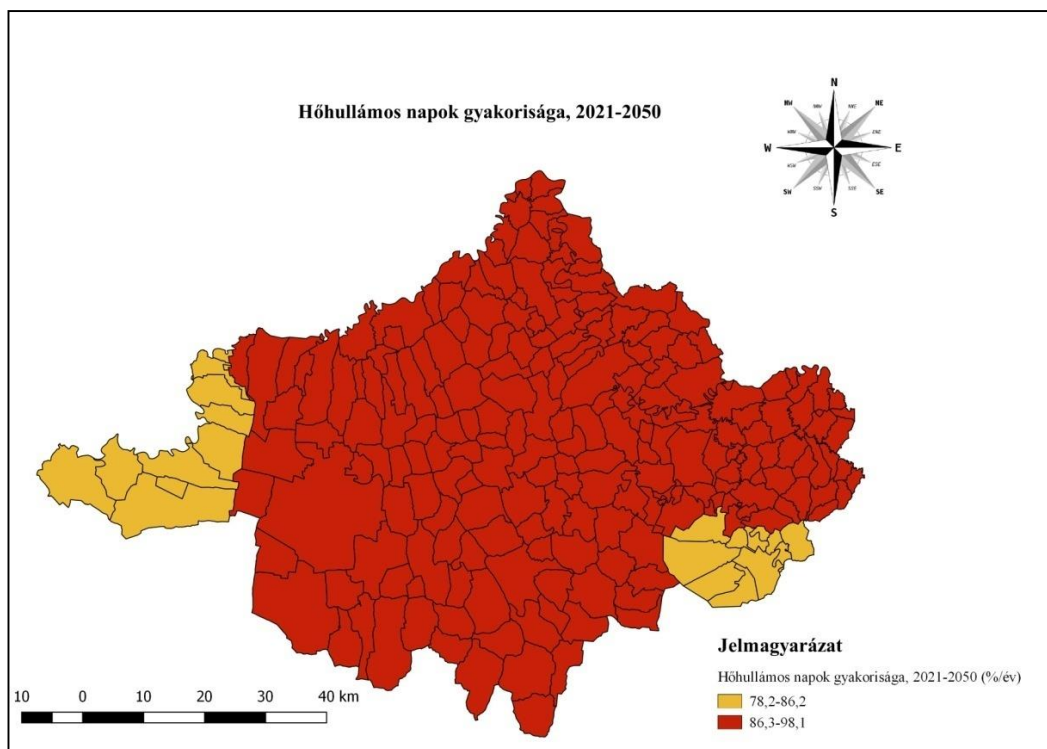 Hőhullámos napok gyakorisága, 2021-2050
N
NW
NE
W
E
SW
SE
S
Jelmagyarázat
Hőhullámos napok gyakorisága, 2021-2050 (%/év)
78,2-86,2
86,3-98,1
10 0 10 20 30 40 km